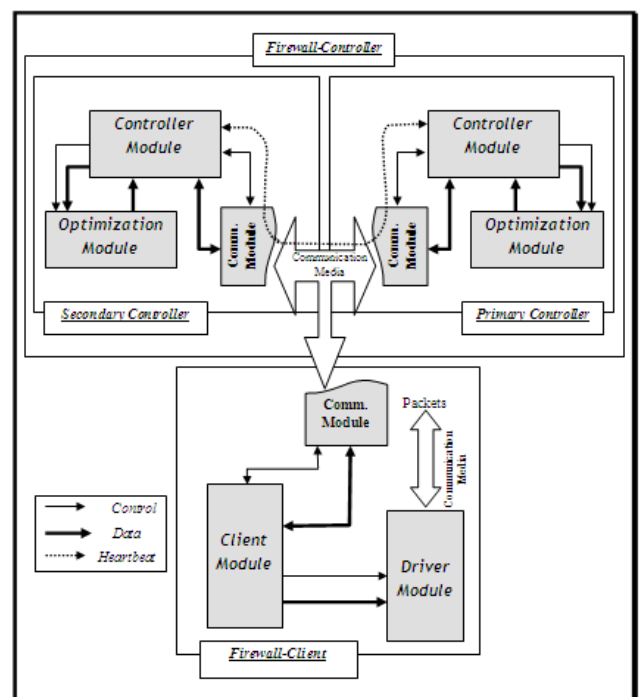 Firewall-Controller
Controller
Module
Optimization
Module
Comm.
Module
Secondary Controller
Communication
Media
Controller
Module
Comm.
Module
Optimization
Module
Primary Controller
Comm.
Module
Packets
Communication
Media
Client
Module
Driver
Module
Firewall-Client
Control
Data
Heartbeat